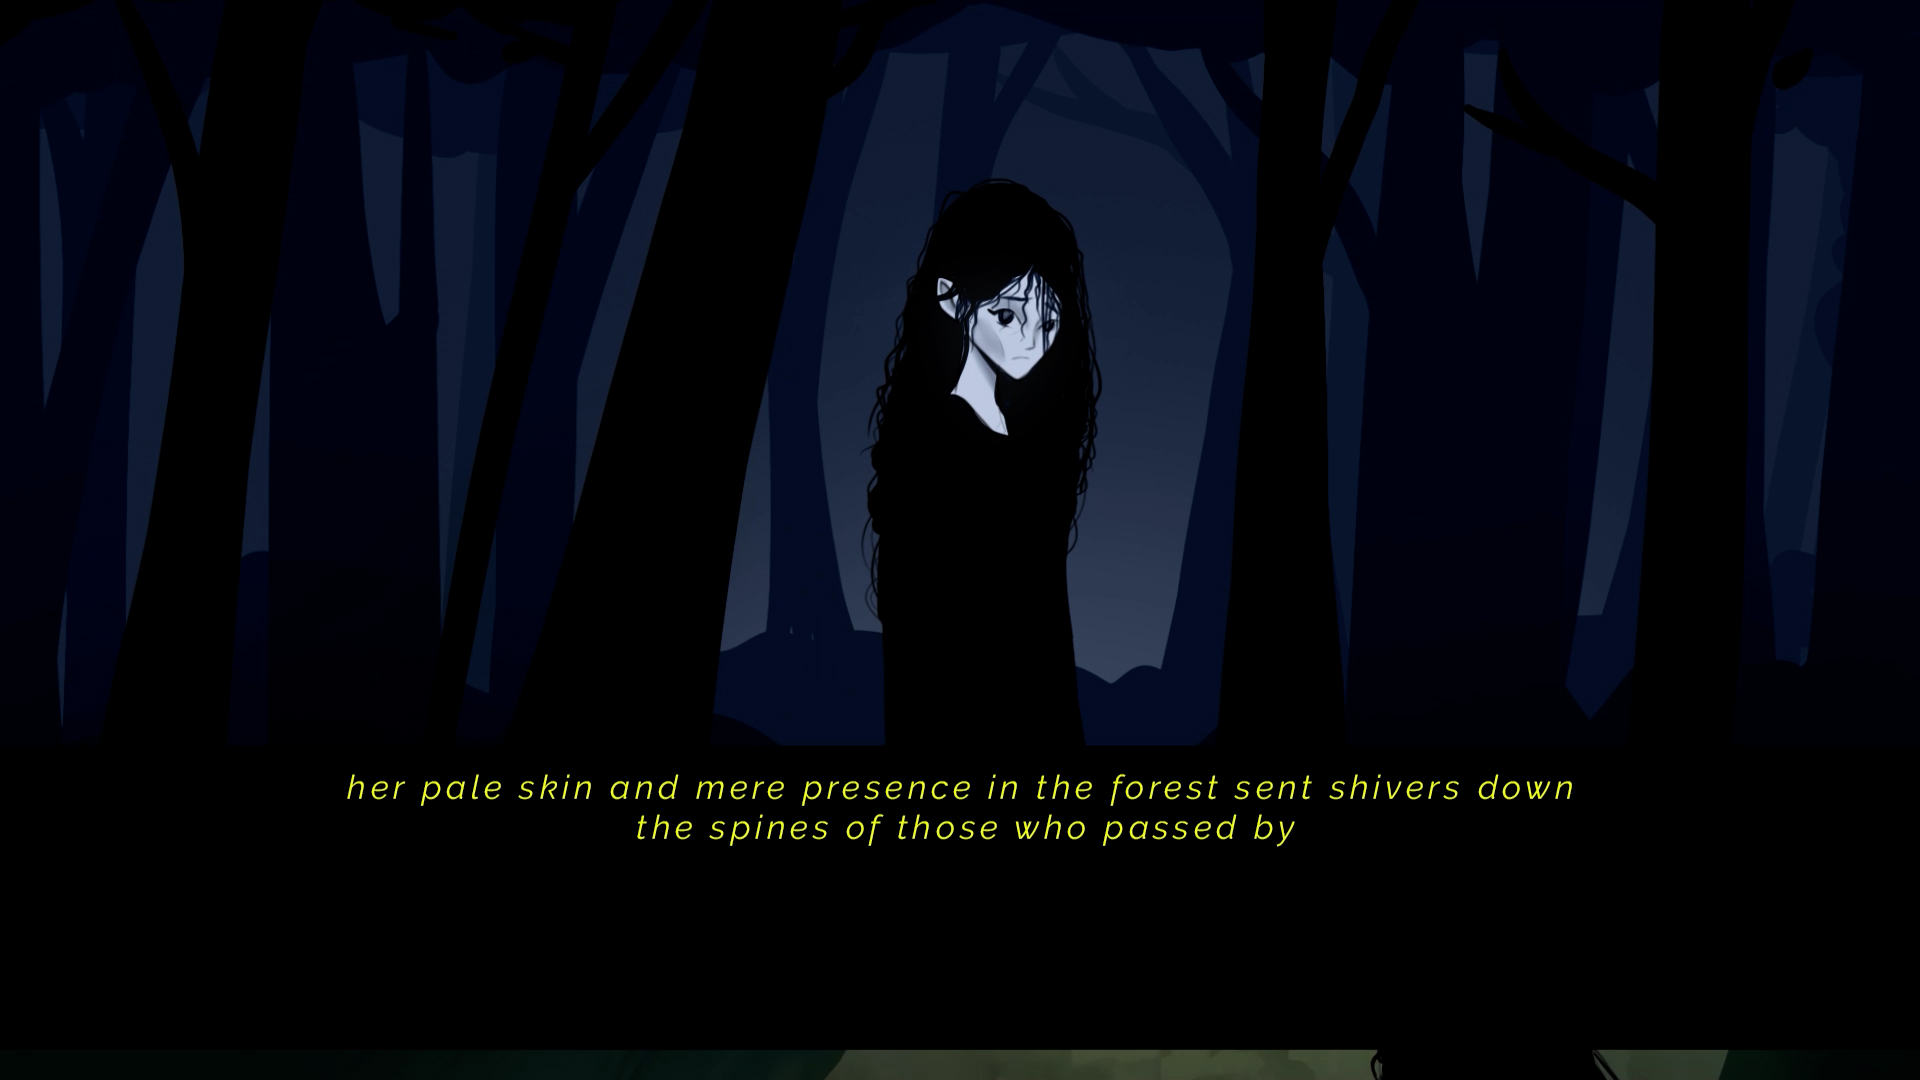 her pale skin and mere presence in the forest sent shivers down
the spines of those who passed by